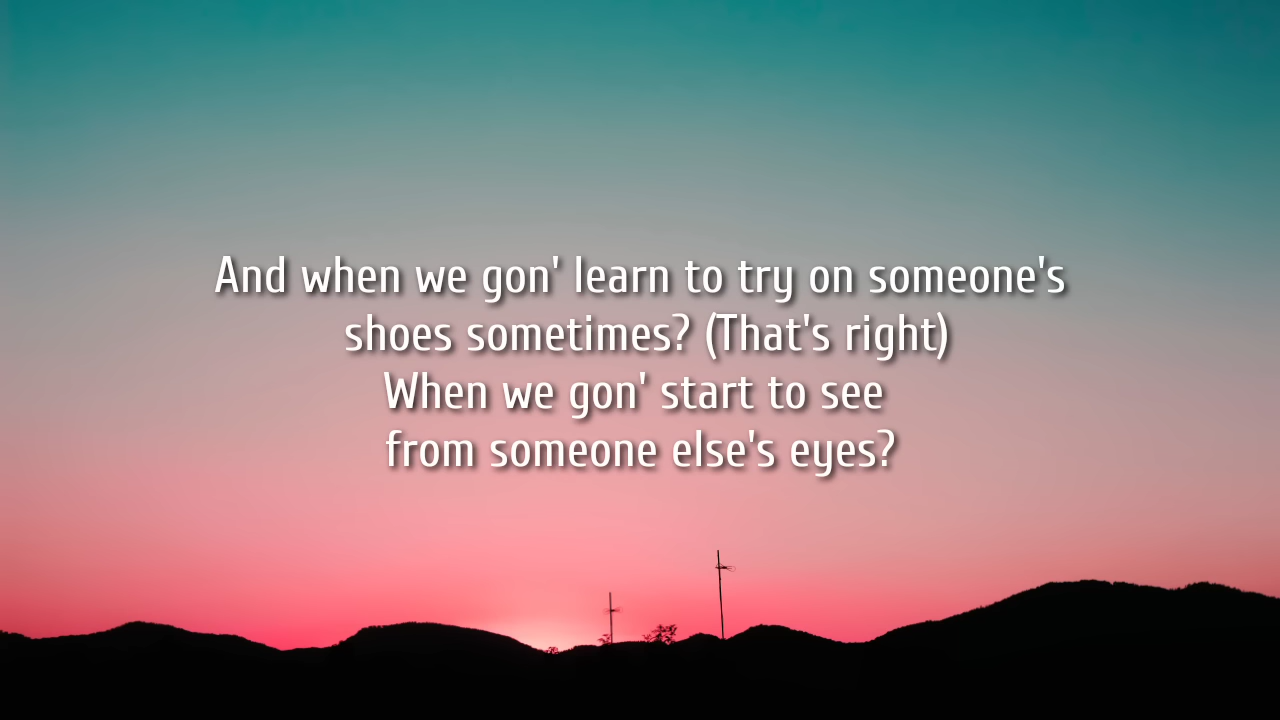 And when we gon' learn to try on someone's
shoes sometimes? (That's right)
When we gon' start to see
from someone else's eyes?